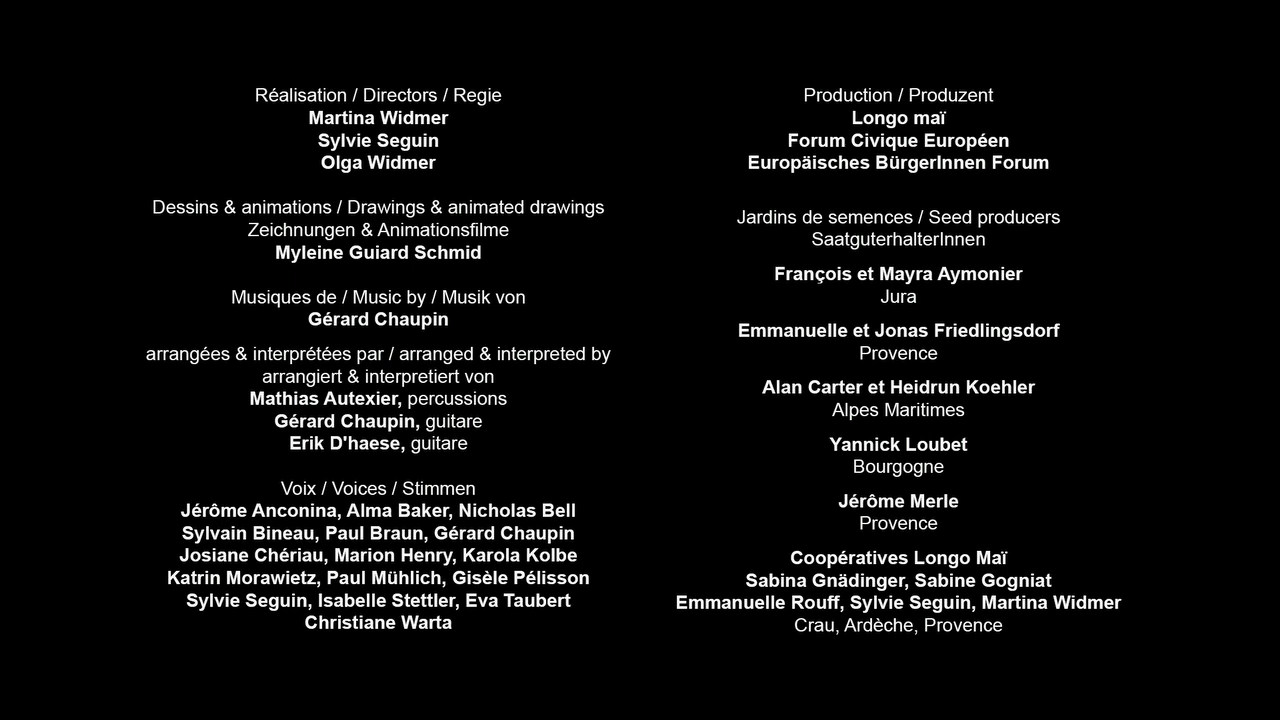 Réalisation / Directors / Regie
Martina Widmer
Sylvie Seguin
Olga Widmer
Dessins & animations / Drawings & animated drawings
Zeichnungen & Animationsfilme
Myleine Guiard Schmid
Musiques de / Music by / Musik von
Gérard Chaupin
arrangées & interprétées par / arranged & interpreted by
arrangiert & interpretiert von
Mathias Autexier, percussions
Gérard Chaupin, guitare
Erik D'haese, guitare
Voix / Voices / Stimmen
Jérôme Anconina, Alma Baker, Nicholas Bell
Sylvain Bineau, Paul Braun, Gérard Chaupin
Josiane Chériau, Marion Henry, Karola Kolbe
Katrin Morawietz, Paul Mühlich, Gisèle Pélisson
Sylvie Seguin, Isabelle Stettler, Eva Taubert
Christiane Warta
Production / Produzent
Longo maï
Forum Civique Européen
Europäisches BürgerInnen Forum
Jardins de semences / Seed producers
SaatguterhalterInnen
François et Mayra Aymonier
Jura
Emmanuelle et Jonas Friedlingsdorf
Provence
Alan Carter et Heidrun Koehler
Alpes Maritimes
Yannick Loubet
Bourgogne
Jérôme Merle
Provence
Coopératives Longo Maï
Sabina Gnädinger, Sabine Gogniat
Emmanuelle Rouff, Sylvie Seguin, Martina Widmer
Crau, Ardèche, Provence